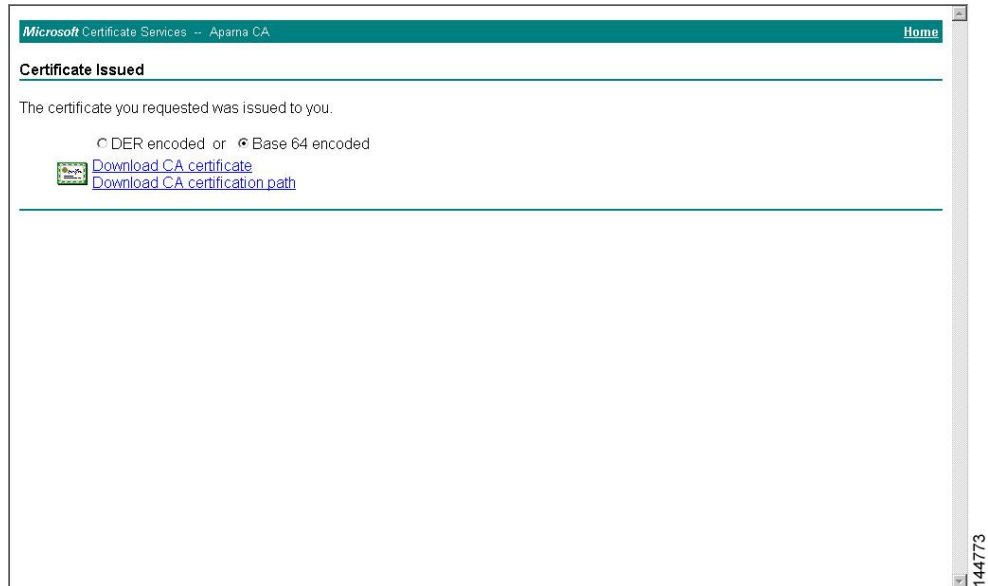 Microsoft Certificate Services -- Aparna CA Home
Certificate Issued
The certificate you requested was issued to you.
DER encoded or Base 64 encoded
Download CA certificate
Download CA certification path
144773